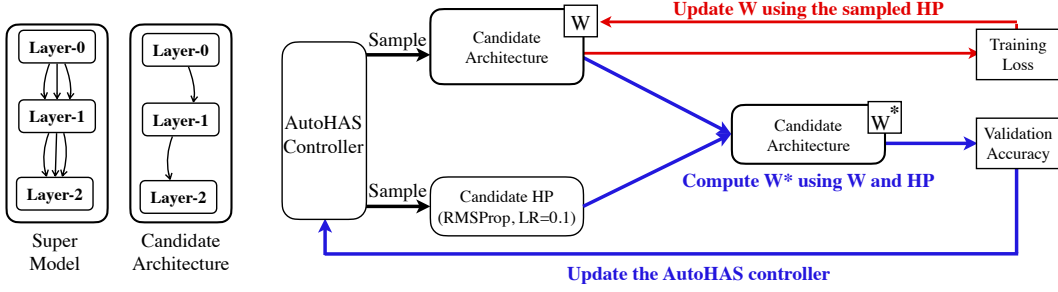 Layer-0
Layer-1
Layer-2
Super
Model
Layer-0
Layer-1
Layer-2
Candidate
Architecture
AutoHAS
Controller
Sample
Sample
Candidate
Architecture
W
Candidate HP
(RMSProp, LR=0.1)
Update W using the sampled HP
Training
Loss
Candidate
Architecture
W*
Compute W* using W and HP
Validation
Accuracy
Update the AutoHAS controller